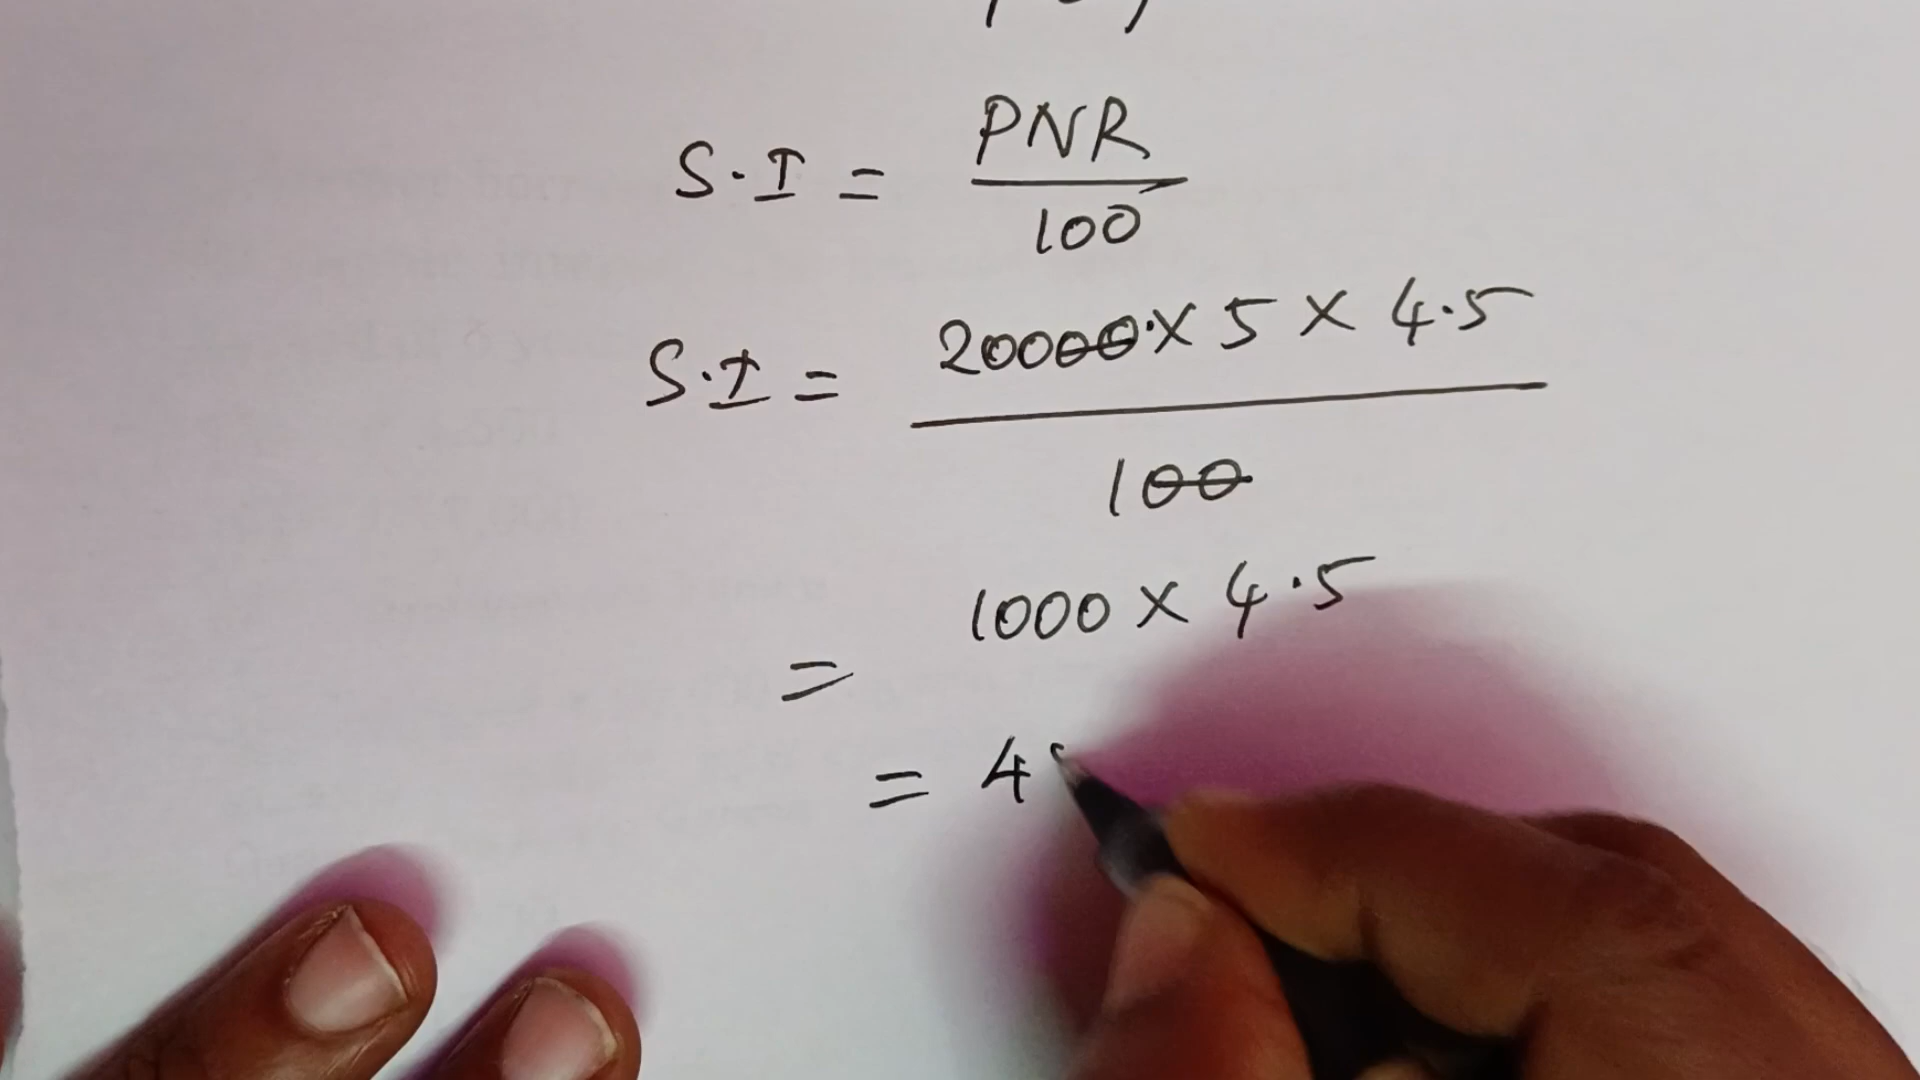 S.I = PNR / 100
S.I = 20000 × 5 × 4.5 / 100
= 1000 × 4.5
= 4